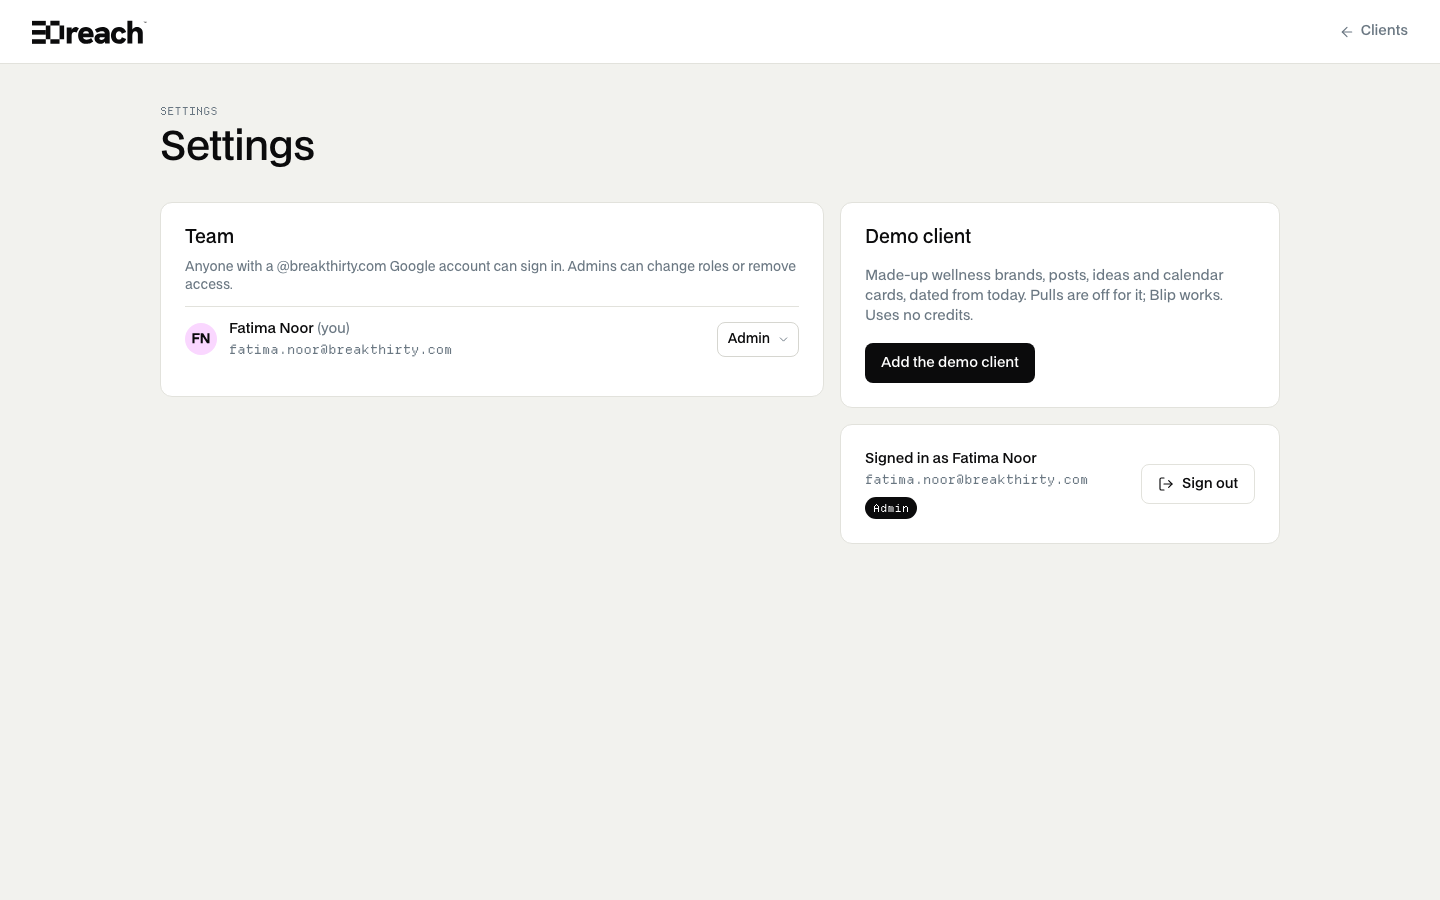 30reach
Clients
SETTINGS
Settings
Team
Anyone with a @breakthirty.com Google account can sign in. Admins can change roles or remove
access.
FN
Fatima Noor (you)
fatima.noor@breakthirty.com
Admin
Demo client
Made-up wellness brands, posts, ideas and calendar
cards, dated from today. Pulls are off for it; Blip works.
Uses no credits.
Add the demo client
Signed in as Fatima Noor
fatima.noor@breakthirty.com
Admin
Sign out